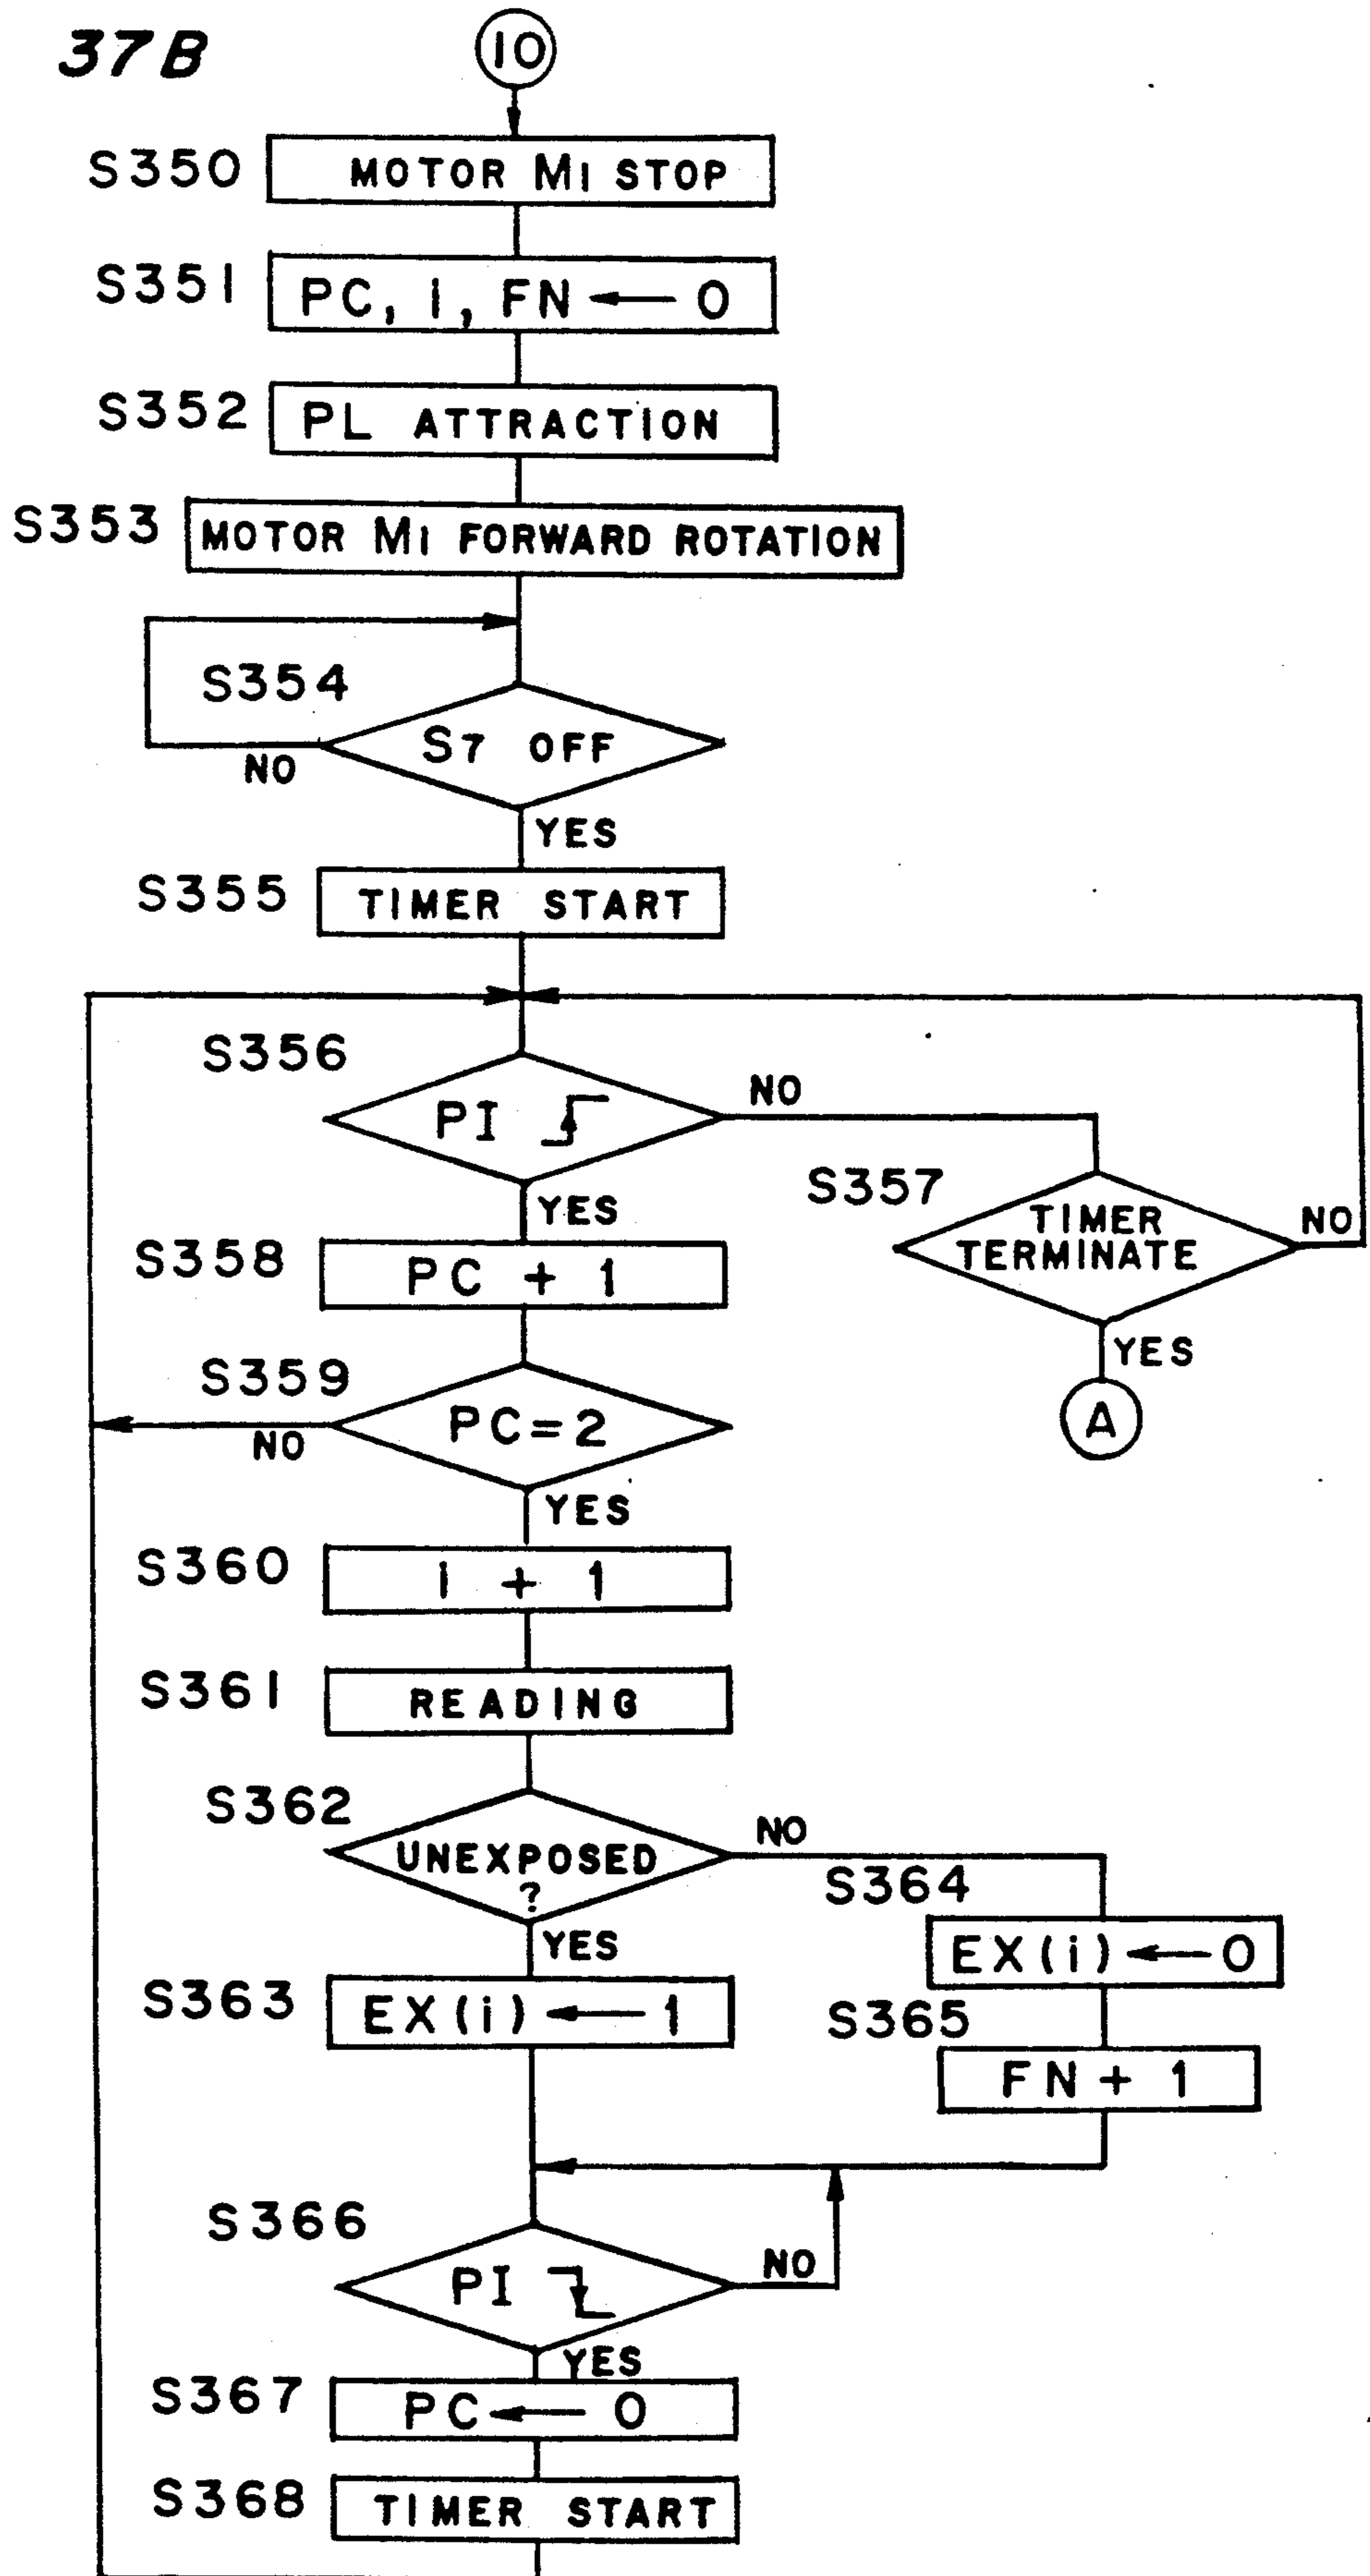 37B
10
S350
MOTOR M1 STOP
S351
PC, i, FN ← 0
S352
PL ATTRACTION
S353
MOTOR M1 FORWARD ROTATION
S354
S7 OFF
NO
YES
S355
TIMER START
S356
PI
NO
YES
S357
TIMER
TERMINATE
NO
YES
A
S358
PC + 1
S359
PC = 2
NO
YES
S360
i + 1
S361
READING
S362
UNEXPOSED
?
NO
YES
S363
EX(i) ← 1
S364
EX(i) ← 0
S365
FN + 1
S366
PI
NO
YES
S367
PC ← 0
S368
TIMER START